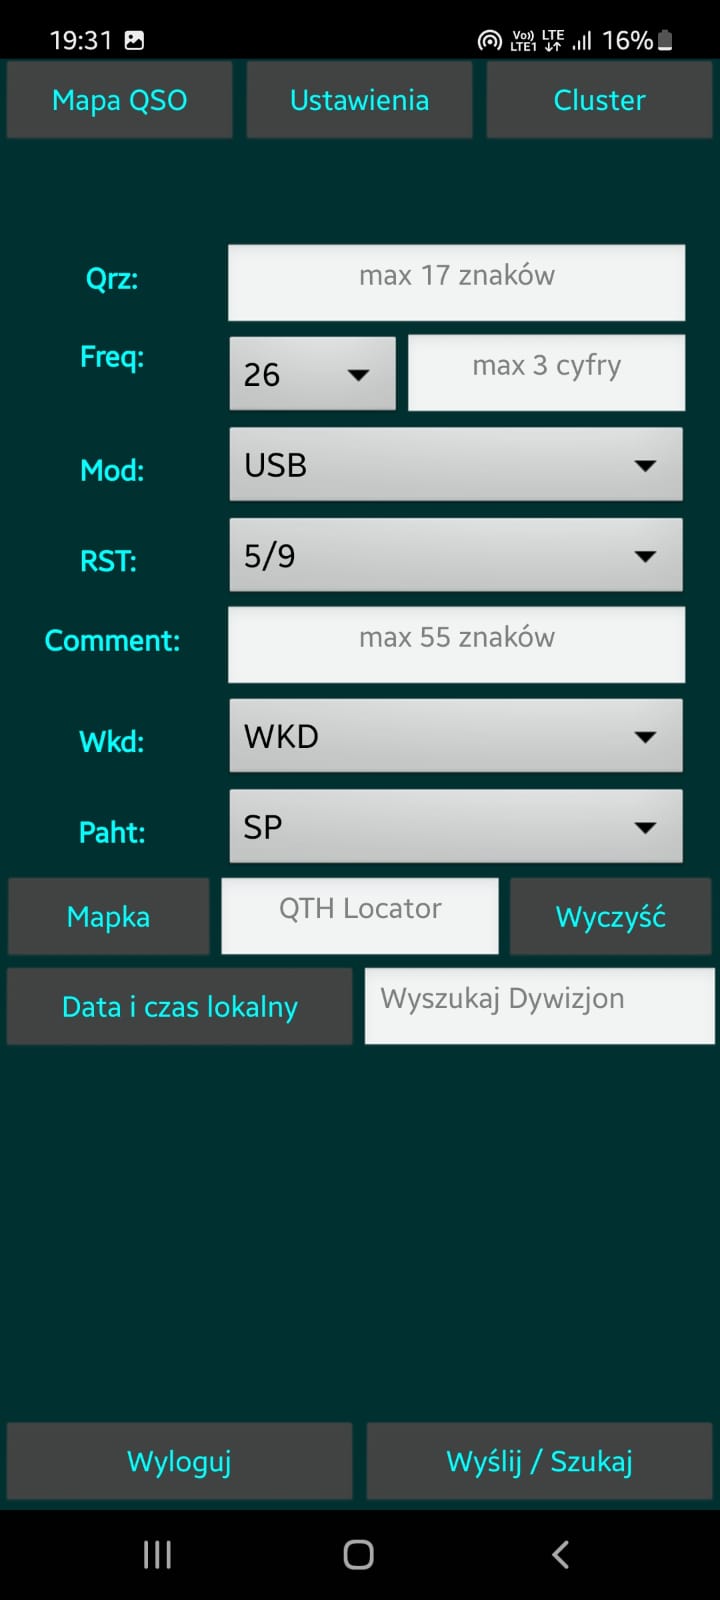 19:31 Vo)) LTE1 LTE 16%
Mapa QSO Ustawienia Cluster
Qrz: max 17 znaków
Freq: 26 max 3 cyfry
Mod: USB
RST: 5/9
Comment: max 55 znaków
Wkd: WKD
Paht: SP
Mapka QTH Locator Wyczyść
Data i czas lokalny Wyszukaj Dywizjon
Wyloguj Wyślij / Szukaj